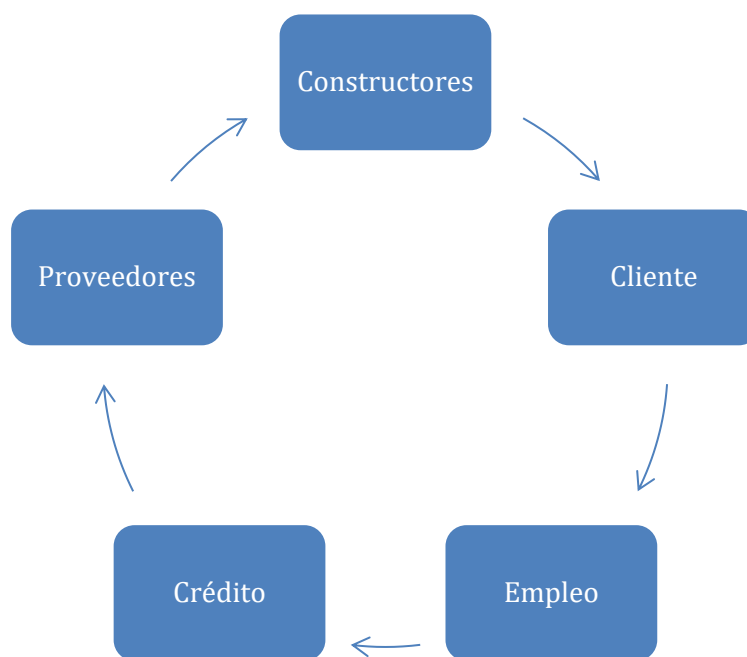 Constructores
Cliente
Empleo
Crédito
Proveedores